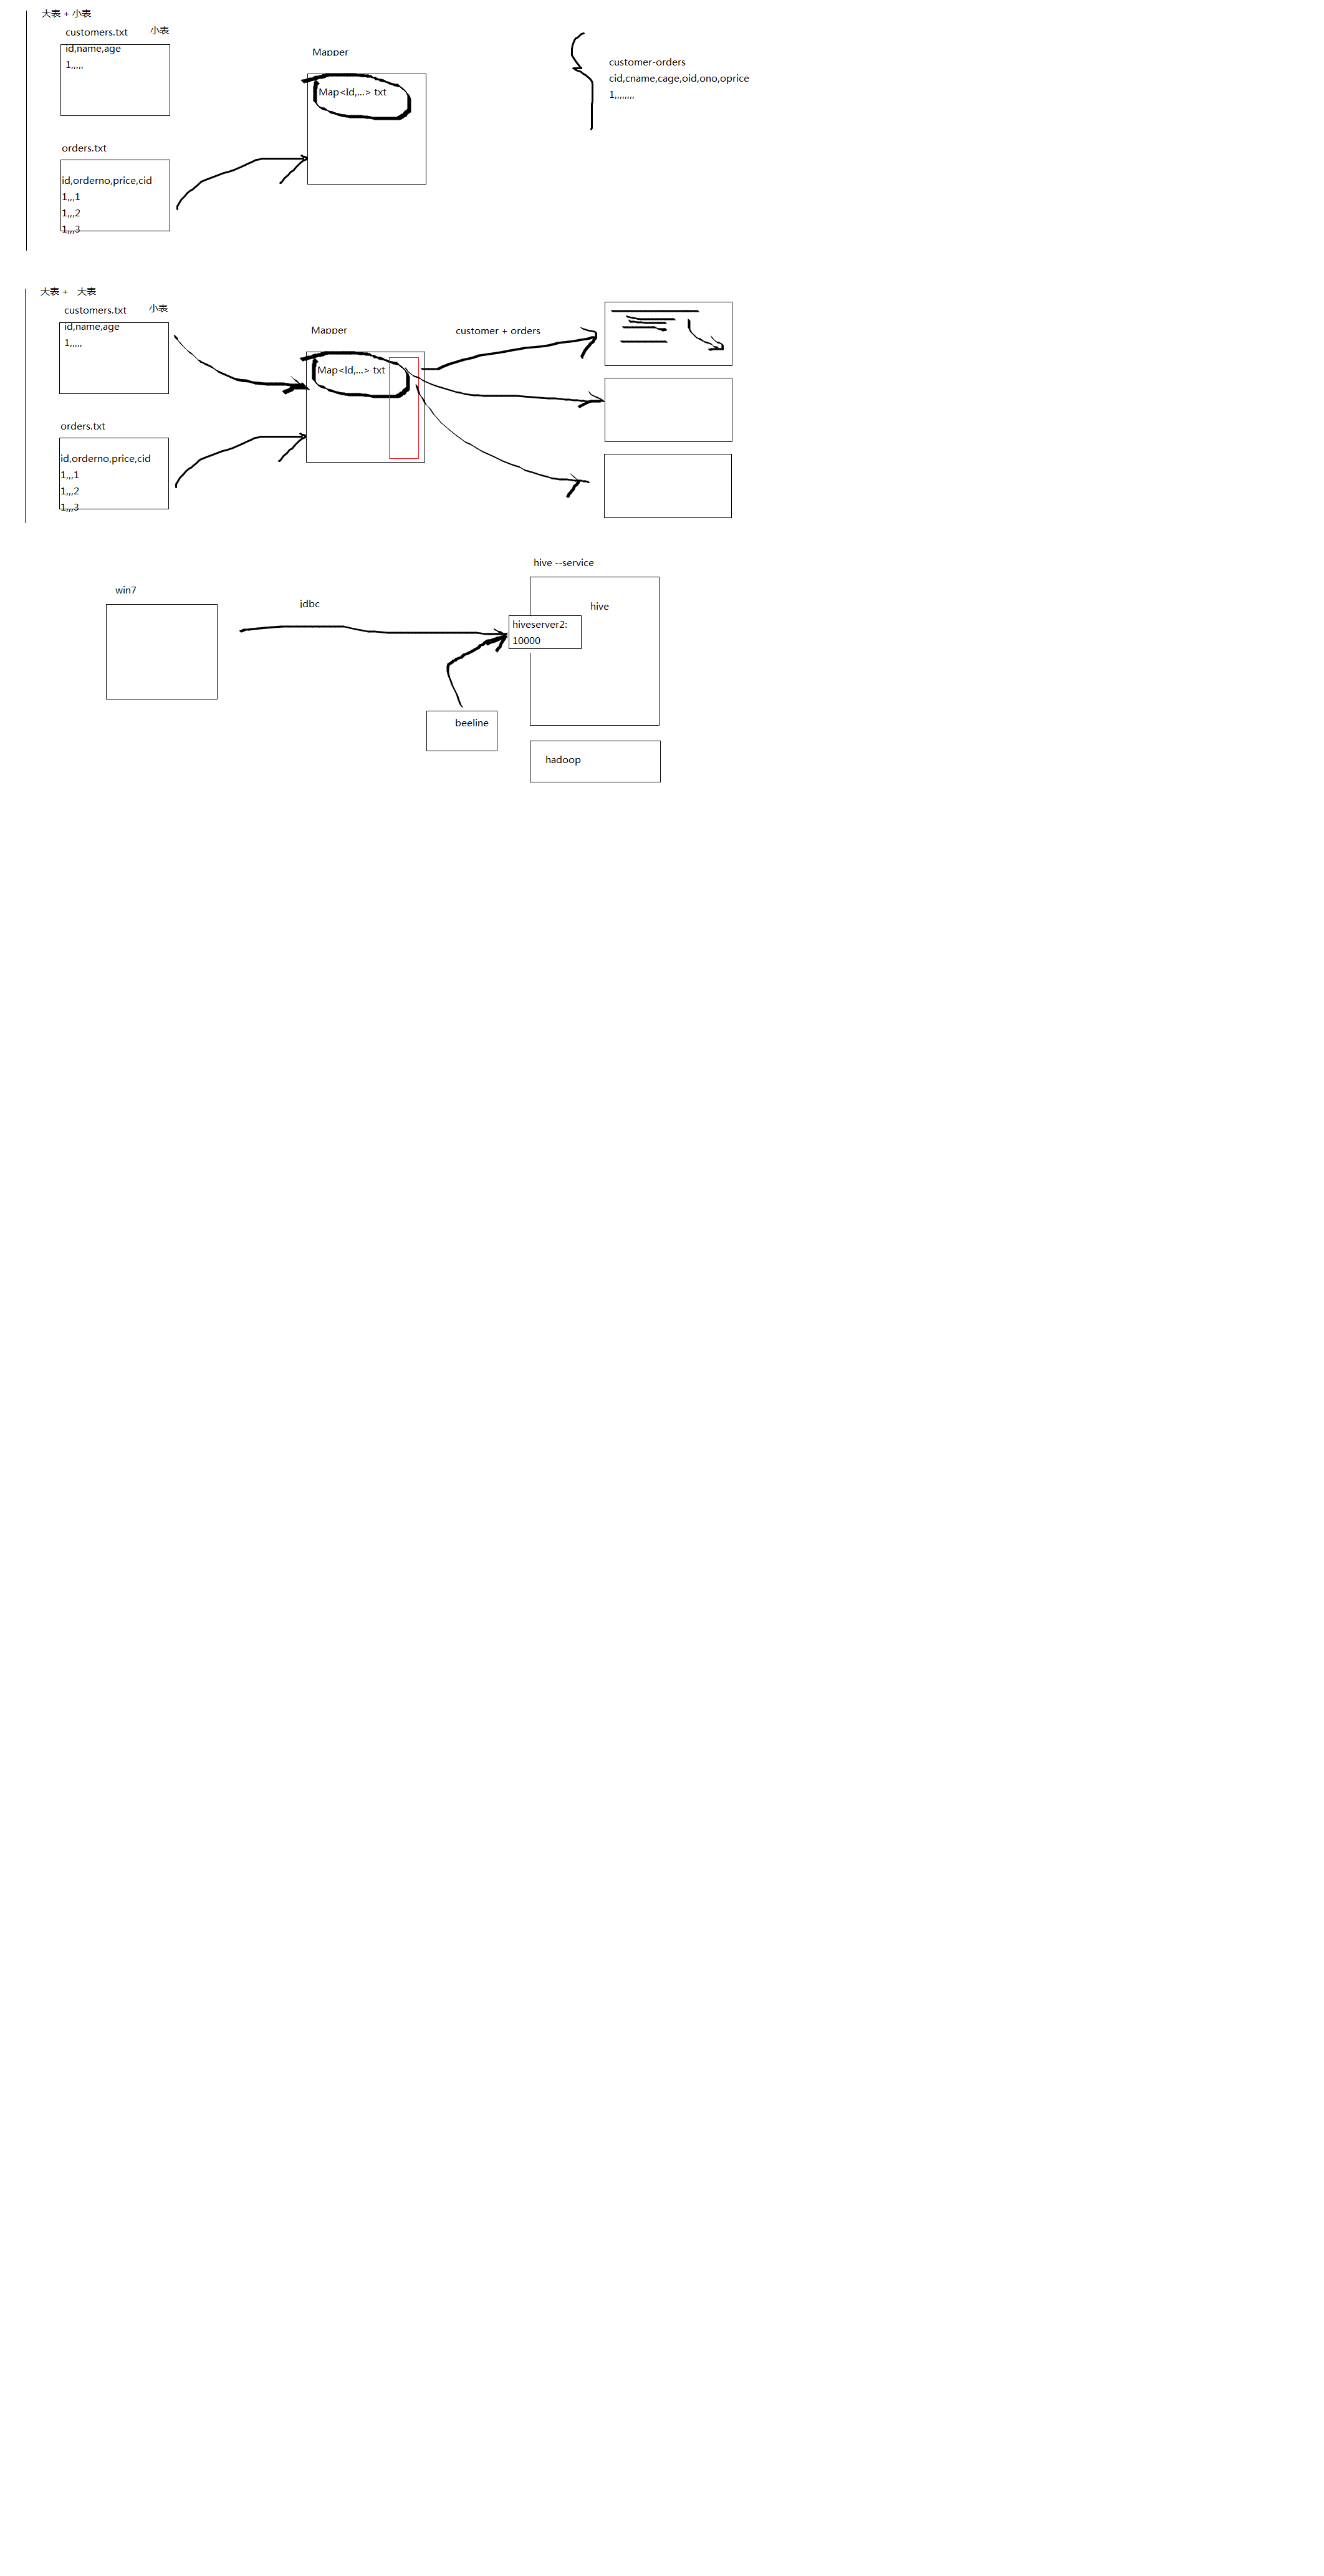 大表 + 小表
customers.txt
小表
id,name,age
1,,,,,
orders.txt
id,orderno,price,cid
1,,,1
1,,,2
1,,,3
Mapper
Map<Id,...> txt
customer-orders
cid,cname,cage,oid,ono,oprice
1,,,,,,,,
大表 + 大表
customers.txt
小表
id,name,age
1,,,,,
orders.txt
id,orderno,price,cid
1,,,1
1,,,2
1,,,3
Mapper
Map<Id,...> txt
customer + orders
win7
idbc
hive --service
hive
hiveserver2:
10000
beeline
hadoop